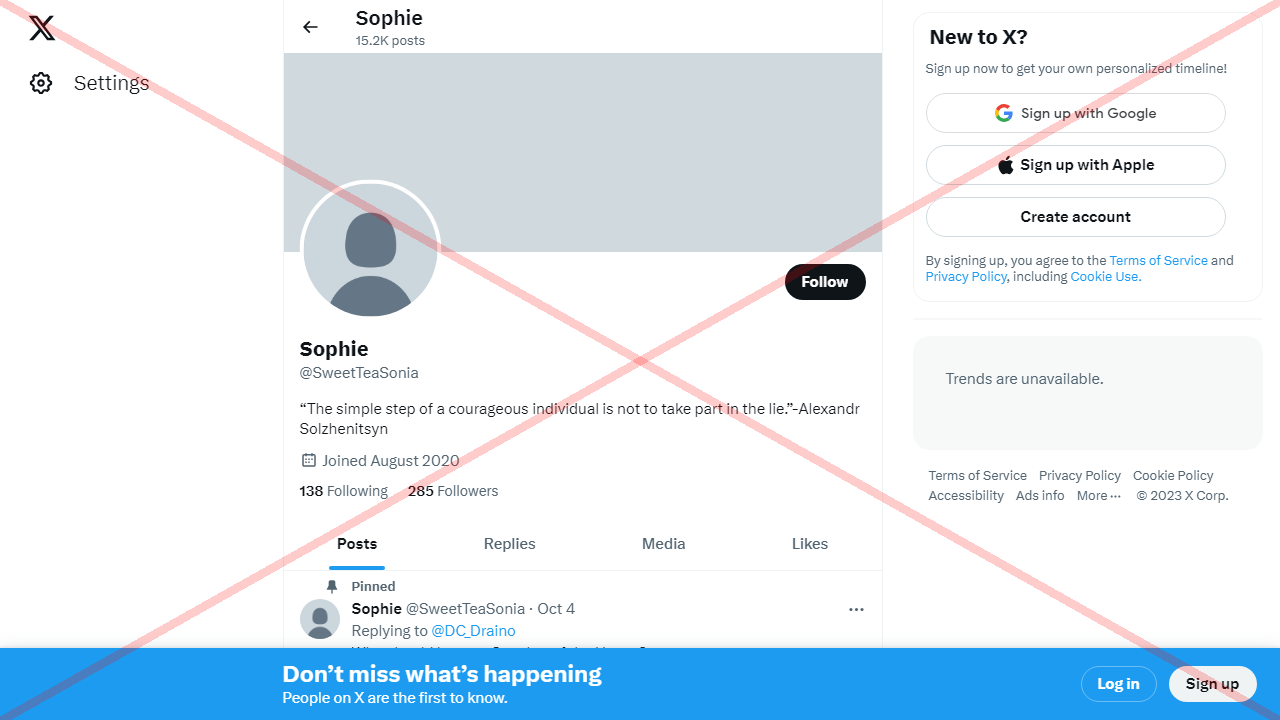 Settings
Sophie
15.2K posts
Follow
Sophie
@SweetTeaSonia
“The simple step of a courageous individual is not to take part in the lie.”-Alexandr
Solzhenitsyn
Joined August 2020
138 Following 285 Followers
Posts Replies Media Likes
Pinned
Sophie @SweetTeaSonia · Oct 4
Replying to @DC_Draino
New to X?
Sign up now to get your own personalized timeline!
Sign up with Google
Sign up with Apple
Create account
By signing up, you agree to the Terms of Service and
Privacy Policy, including Cookie Use.
Trends are unavailable.
Terms of Service Privacy Policy Cookie Policy
Accessibility Ads info More ··· © 2023 X Corp.
Don’t miss what’s happening
People on X are the first to know.
Log in
Sign up